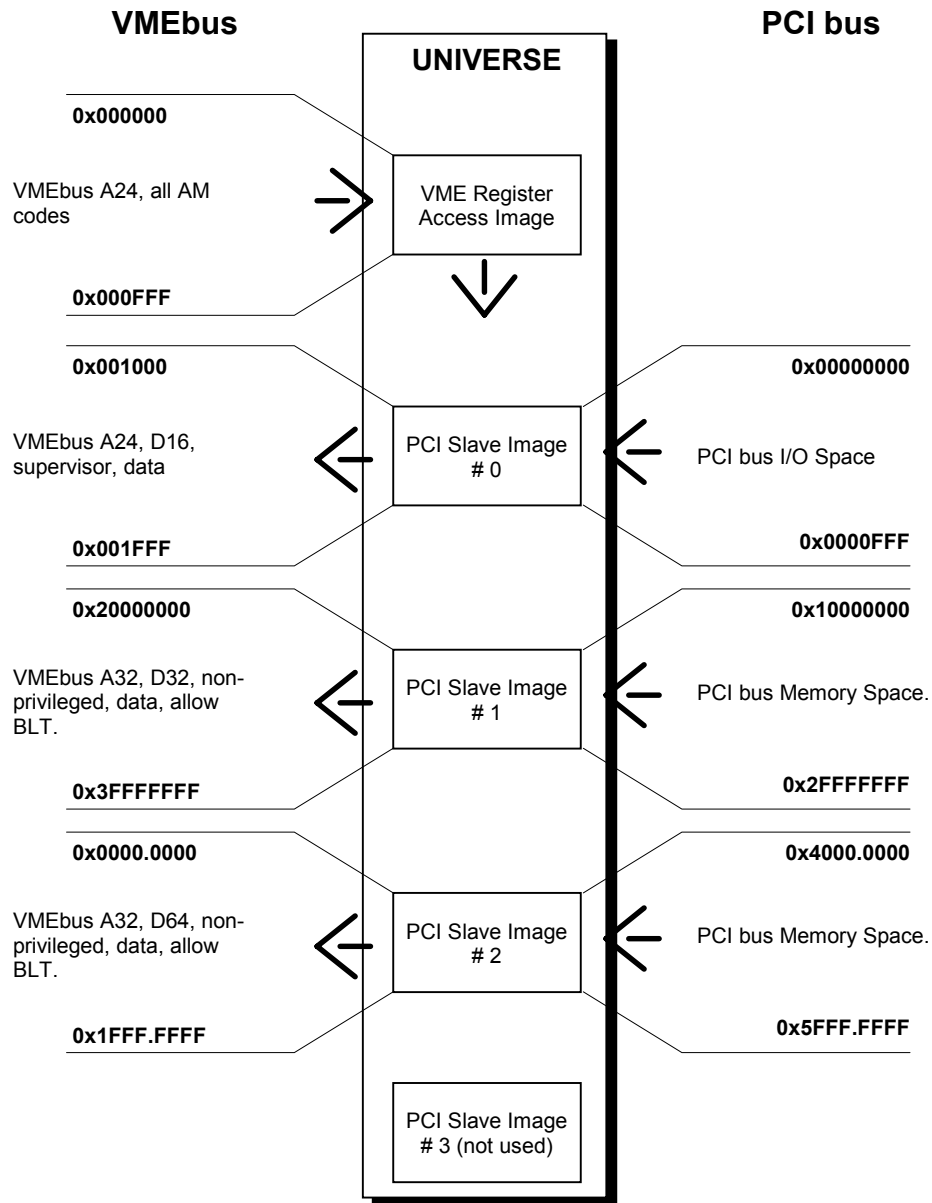 VMEbus
PCI bus
UNIVERSE
0x000000
VMEbus A24, all AM
codes
VME Register
Access Image
0x000FFF
0x001000
0x00000000
VMEbus A24, D16,
supervisor, data
PCI Slave Image
# 0
PCI bus I/O Space
0x001FFF
0x0000FFF
0x20000000
0x10000000
VMEbus A32, D32, non-
privileged, data, allow
BLT.
PCI Slave Image
# 1
PCI bus Memory Space.
0x3FFFFFFF
0x2FFFFFFF
0x0000.0000
0x4000.0000
VMEbus A32, D64, non-
privileged, data, allow
BLT.
PCI Slave Image
# 2
PCI bus Memory Space.
0x1FFF.FFFF
0x5FFF.FFFF
PCI Slave Image
# 3 (not used)